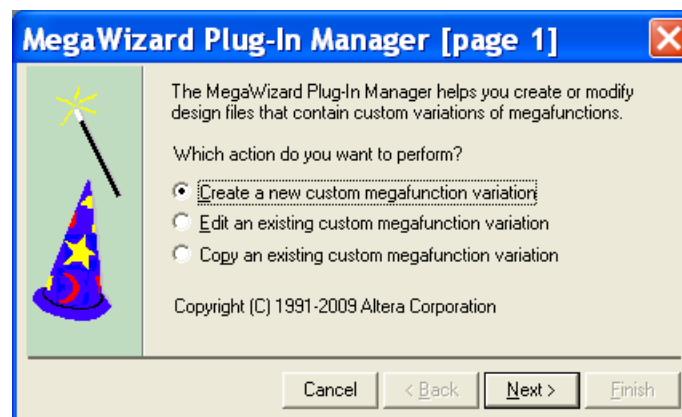 MegaWizard Plug-In Manager [page 1]
The MegaWizard Plug-In Manager helps you create or modify
design files that contain custom variations of megafunctions.
Which action do you want to perform?
Create a new custom megafunction variation
Edit an existing custom megafunction variation
Copy an existing custom megafunction variation
Copyright (C) 1991-2009 Altera Corporation
Cancel < Back Next > Finish